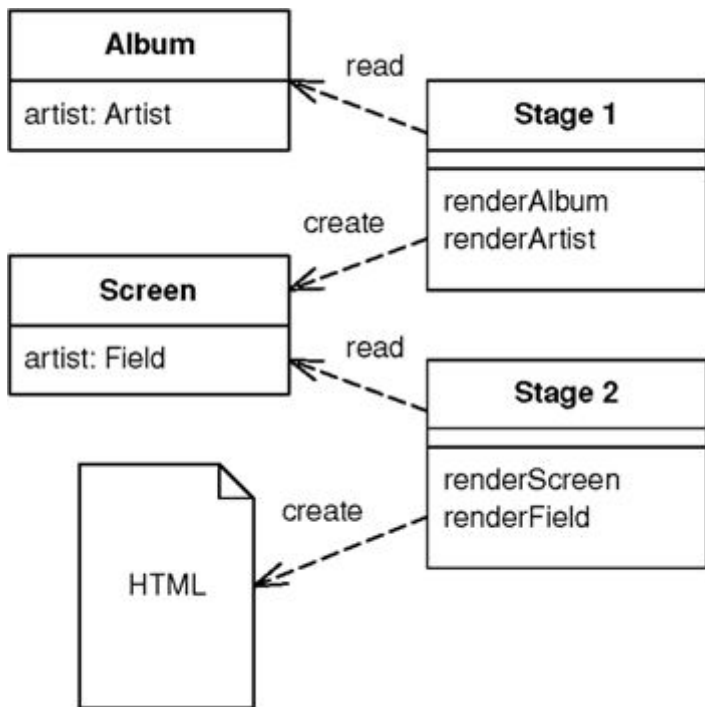 Album
artist: Artist
read
Stage 1
renderAlbum
renderArtist
create
Screen
artist: Field
read
Stage 2
renderScreen
renderField
create
HTML